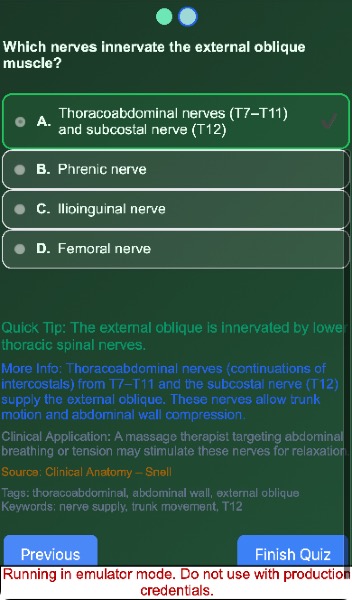 Which nerves innervate the external oblique
muscle?
A. Thoracoabdominal nerves (T7–T11)
and subcostal nerve (T12)
B. Phrenic nerve
C. Ilioinguinal nerve
D. Femoral nerve
Quick Tip: The external oblique is innervated by lower
thoracic spinal nerves.
More Info: Thoracoabdominal nerves (continuations of
intercostals) from T7–T11 and the subcostal nerve (T12)
supply the external oblique. These nerves allow trunk
motion and abdominal wall compression.
Clinical Application: A massage therapist targeting abdominal
breathing or tension may stimulate these nerves for relaxation.
Source: Clinical Anatomy – Snell
Tags: thoracoabdominal, abdominal wall, external oblique
Keywords: nerve supply, trunk movement, T12
Previous
Finish Quiz
Running in emulator mode. Do not use with production
credentials.